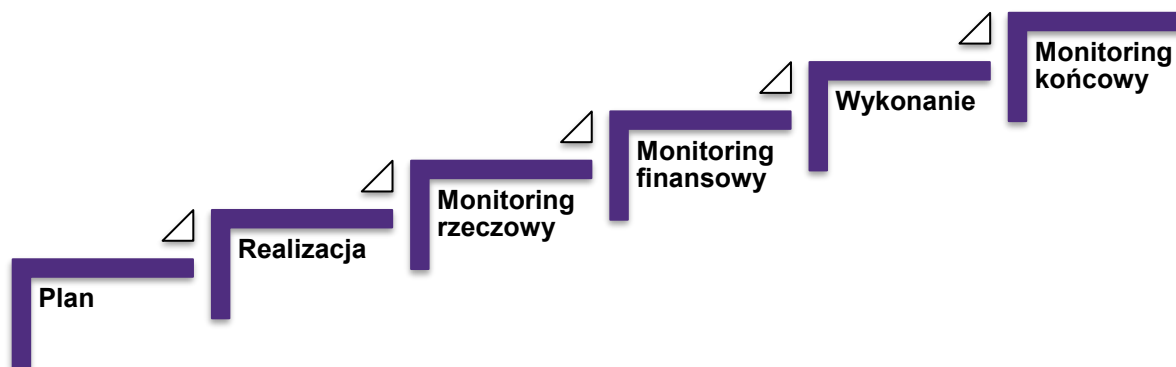 Plan
Realizacja
Monitoring
rzeczowy
Monitoring
finansowy
Wykonanie
Monitoring
końcowy